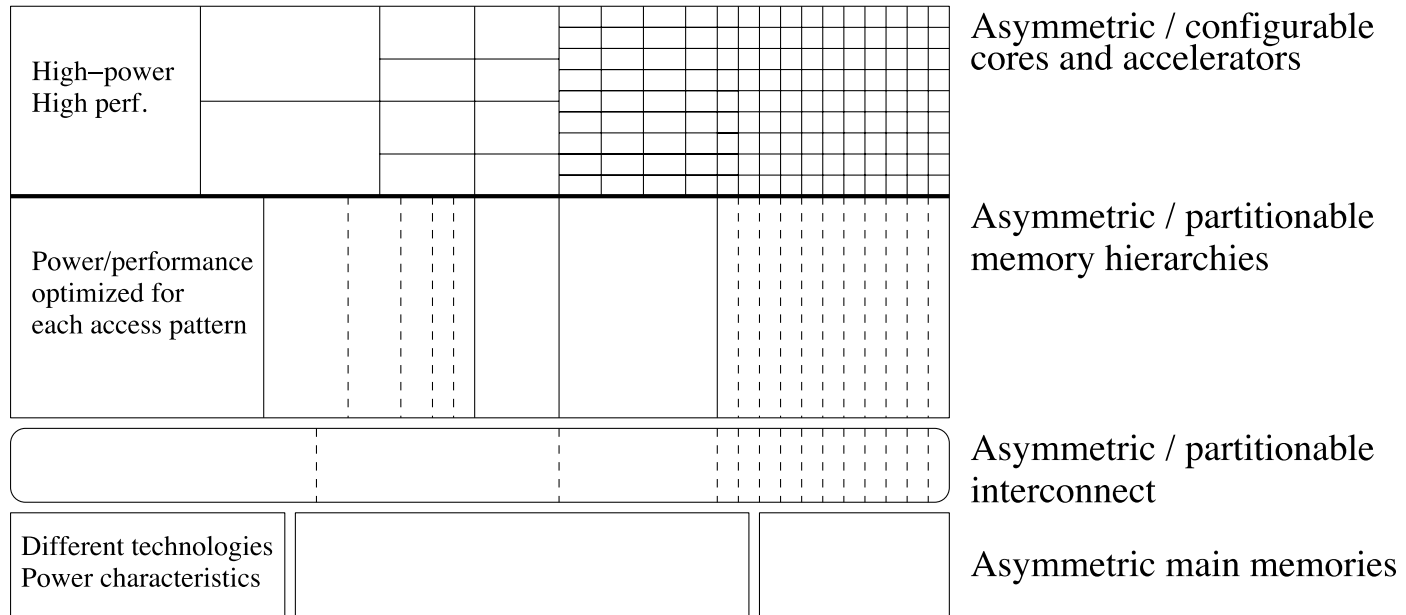 High−power
High perf.
Asymmetric / configurable
cores and accelerators
Power/performance
optimized for
each access pattern
Asymmetric / partitionable
memory hierarchies
Asymmetric / partitionable
interconnect
Different technologies
Power characteristics
Asymmetric main memories